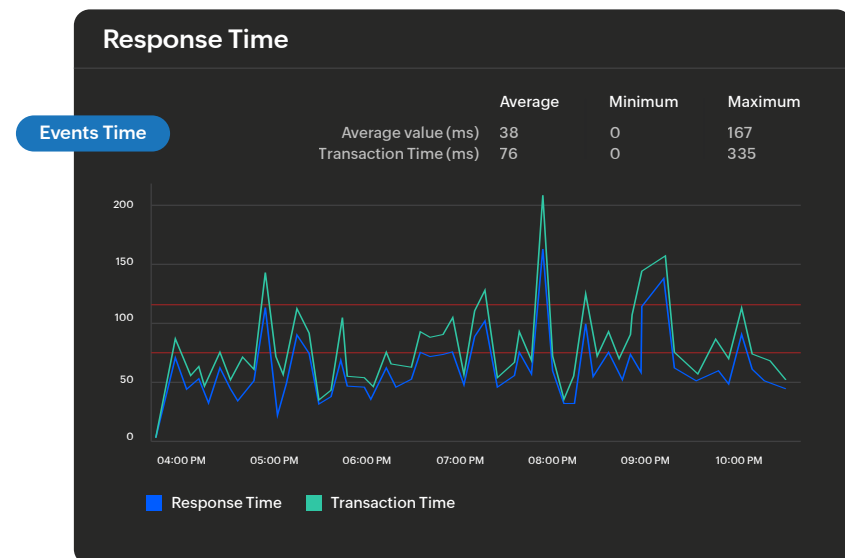 Response Time
Average Minimum Maximum
Events Time
Average value (ms) 38 0 167
Transaction Time (ms) 76 0 335
200
150
100
50
0
04:00 PM 05:00 PM 06:00 PM 07:00 PM 08:00 PM 09:00 PM 10:00 PM
Response Time Transaction Time